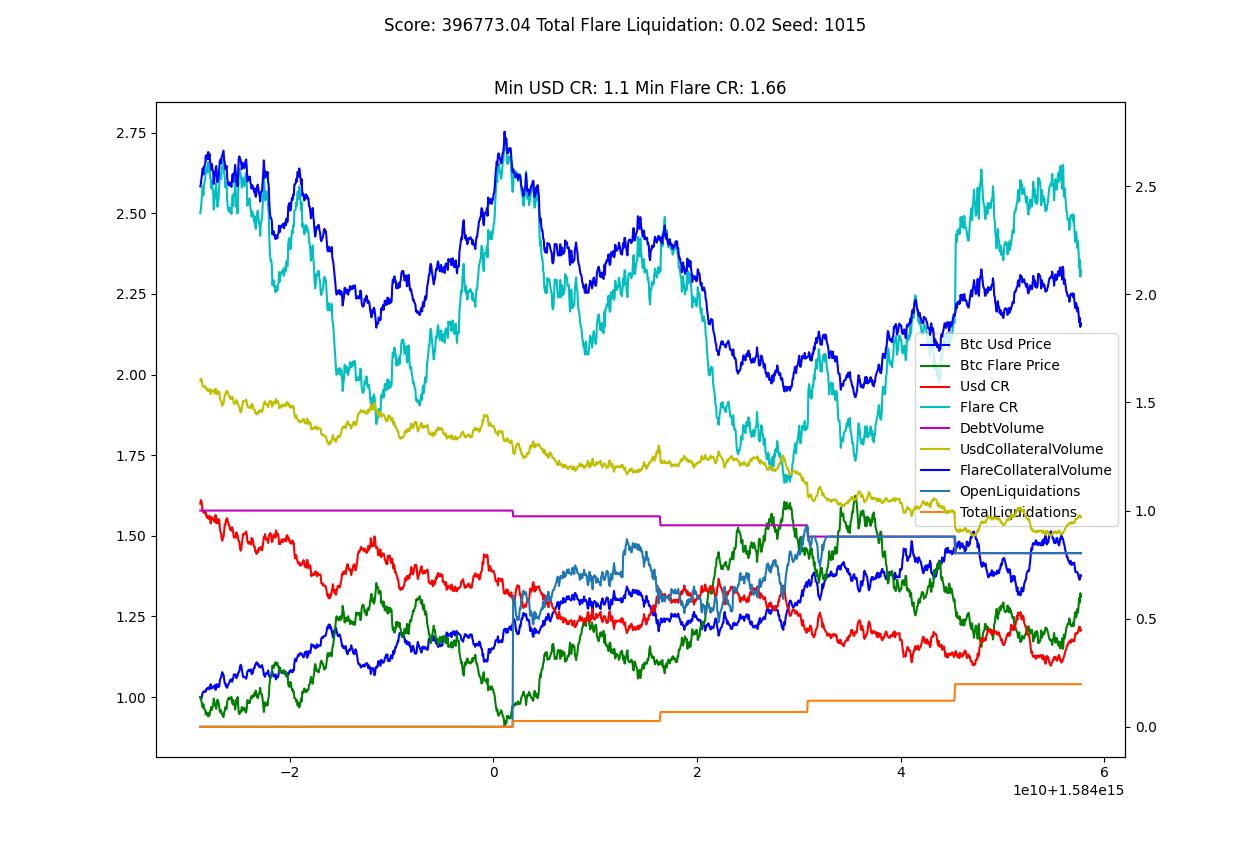 Score: 396773.04 Total Flare Liquidation: 0.02 Seed: 1015
Min USD CR: 1.1 Min Flare CR: 1.66
2.75
2.50
2.25
2.00
1.75
1.50
1.25
1.00
2.5
2.0
1.5
1.0
0.5
0.0
Btc Usd Price
Btc Flare Price
Usd CR
Flare CR
DebtVolume
UsdCollateralVolume
FlareCollateralVolume
OpenLiquidations
TotalLiquidations
−2
0
2
4
6
1e10+1.584e15